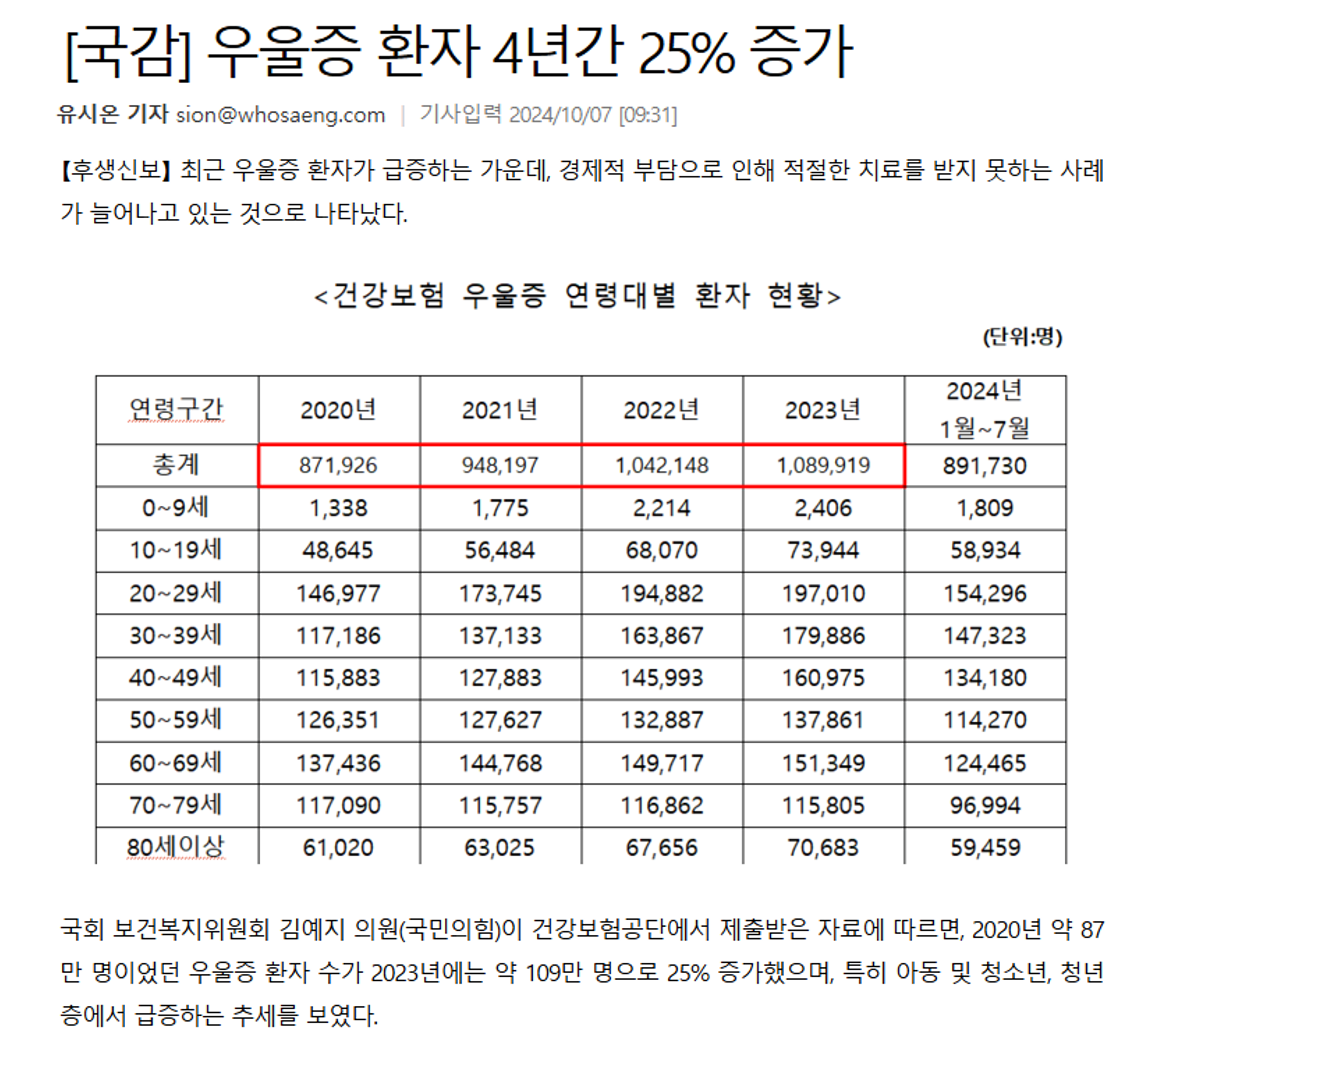 [국감] 우울증 환자 4년간 25% 증가
유시온 기자 sion@whosaeng.com | 기사입력 2024/10/07 [09:31]
【후생신보】 최근 우울증 환자가 급증하는 가운데, 경제적 부담으로 인해 적절한 치료를 받지 못하는 사례
가 늘어나고 있는 것으로 나타났다.
<건강보험 우울증 연령대별 환자 현황>
(단위:명)
연령구간 2020년 2021년 2022년 2023년 2024년 1월~7월
총계 871,926 948,197 1,042,148 1,089,919 891,730
0~9세 1,338 1,775 2,214 2,406 1,809
10~19세 48,645 56,484 68,070 73,944 58,934
20~29세 146,977 173,745 194,882 197,010 154,296
30~39세 117,186 137,133 163,867 179,886 147,323
40~49세 115,883 127,883 145,993 160,975 134,180
50~59세 126,351 127,627 132,887 137,861 114,270
60~69세 137,436 144,768 149,717 151,349 124,465
70~79세 117,090 115,757 116,862 115,805 96,994
80세이상 61,020 63,025 67,656 70,683 59,459
국회 보건복지위원회 김예지 의원(국민의힘)이 건강보험공단에서 제출받은 자료에 따르면, 2020년 약 87
만 명이었던 우울증 환자 수가 2023년에는 약 109만 명으로 25% 증가했으며, 특히 아동 및 청소년, 청년
층에서 급증하는 추세를 보였다.